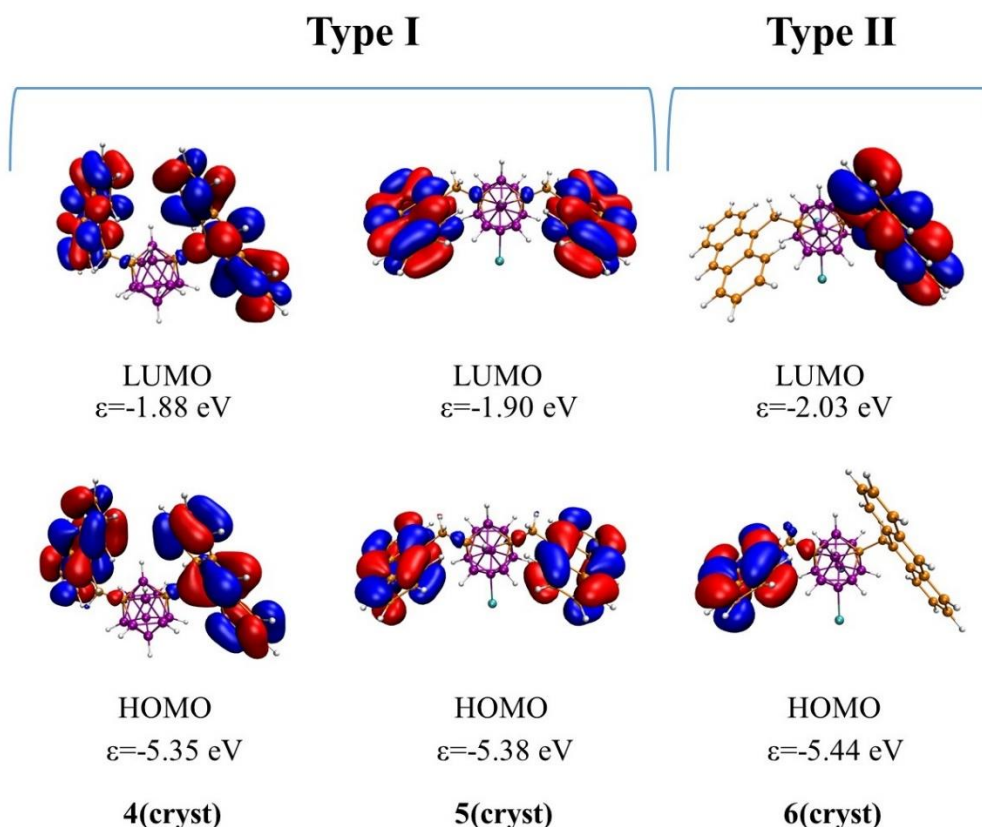 Type I
Type II
LUMO
ε=-1.88 eV
LUMO
ε=-1.90 eV
LUMO
ε=-2.03 eV
HOMO
ε=-5.35 eV
HOMO
ε=-5.38 eV
HOMO
ε=-5.44 eV
4(cryst)
5(cryst)
6(cryst)